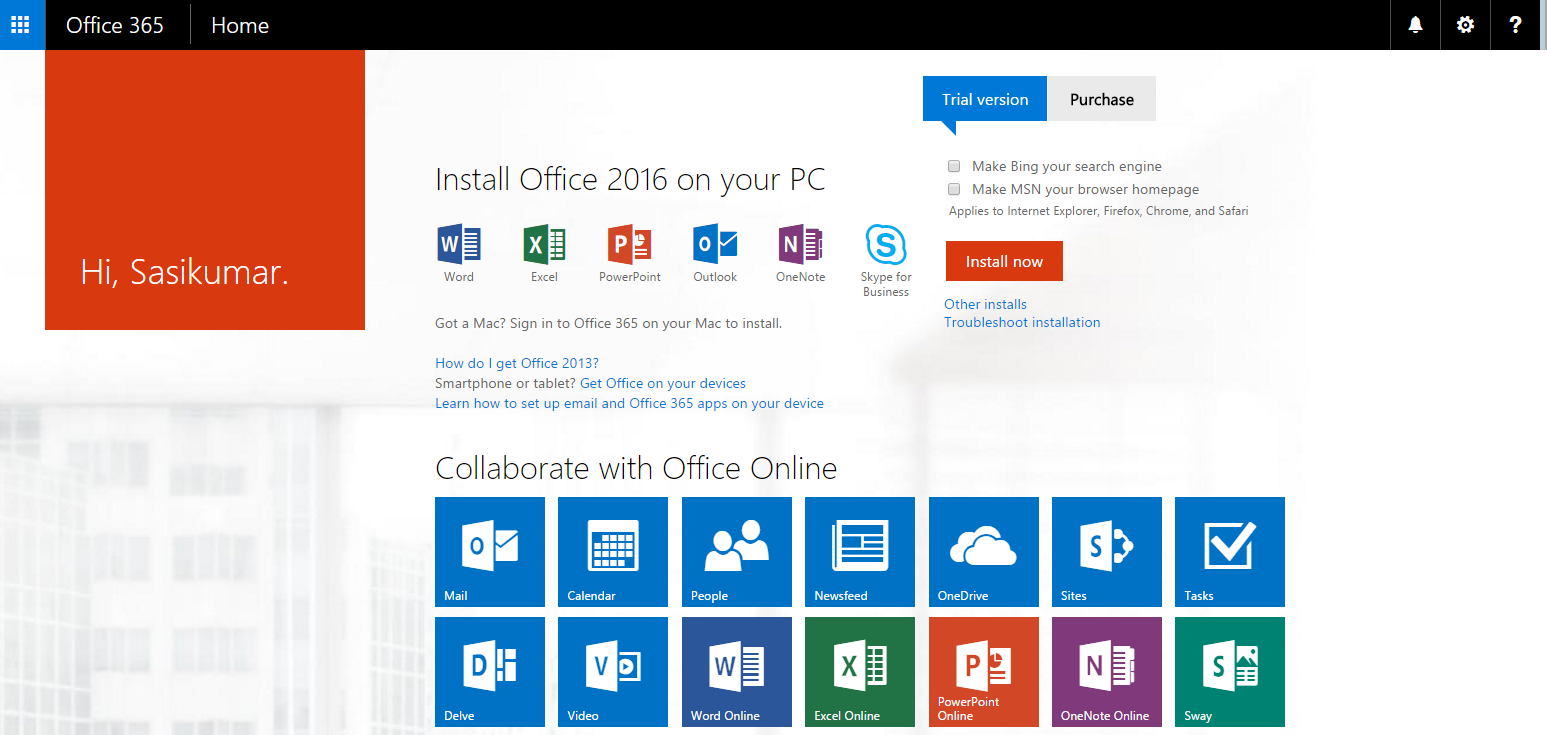 Office 365
Home
?
Trial version
Purchase
Hi, Sasikumar.
Install Office 2016 on your PC
Make Bing your search engine
Make MSN your browser homepage
Applies to Internet Explorer, Firefox, Chrome, and Safari
W
X
P
O
N
S
Word
Excel
PowerPoint
Outlook
OneNote
Skype for
Business
Install now
Other installs
Troubleshoot installation
Got a Mac? Sign in to Office 365 on your Mac to install.
How do I get Office 2013?
Smartphone or tablet? Get Office on your devices
Learn how to set up email and Office 365 apps on your device
Collaborate with Office Online
O
S
Mail
Calendar
People
Newsfeed
OneDrive
Sites
Tasks
D
V
W
X
P
N
S
Delve
Video
Word Online
Excel Online
PowerPoint
Online
OneNote Online
Sway